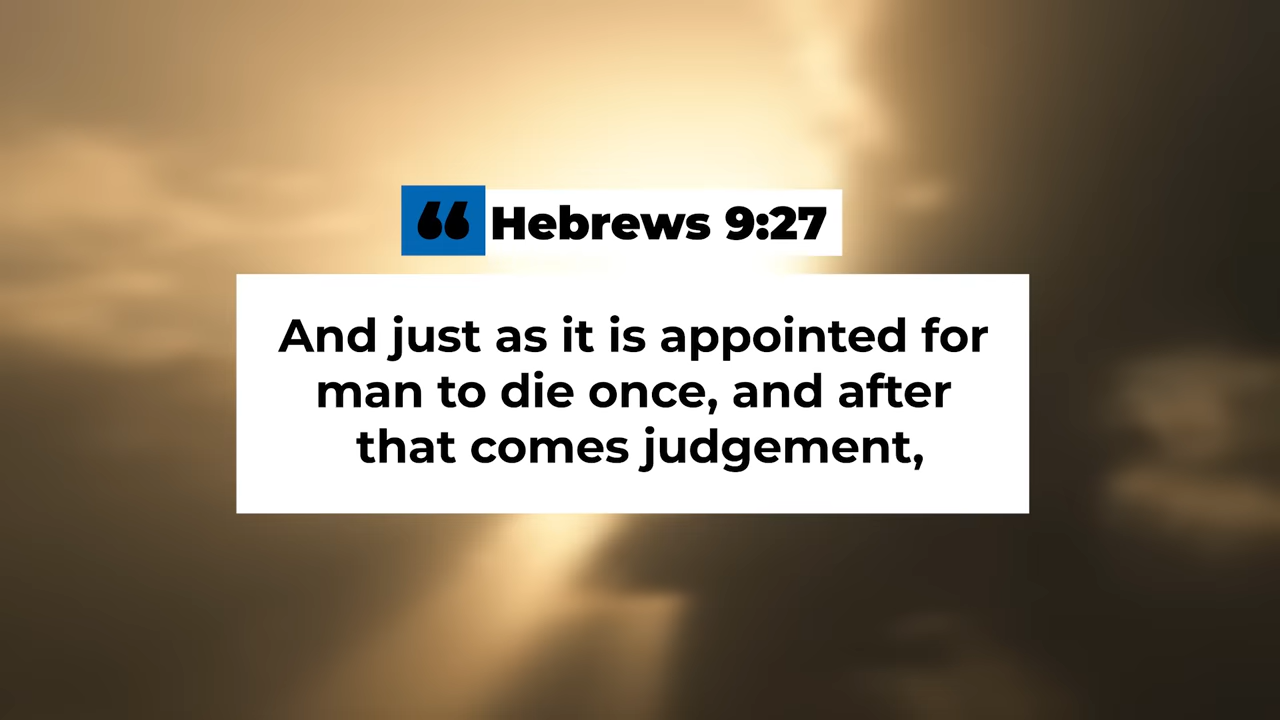 “ Hebrews 9:27
And just as it is appointed for
man to die once, and after
that comes judgement,